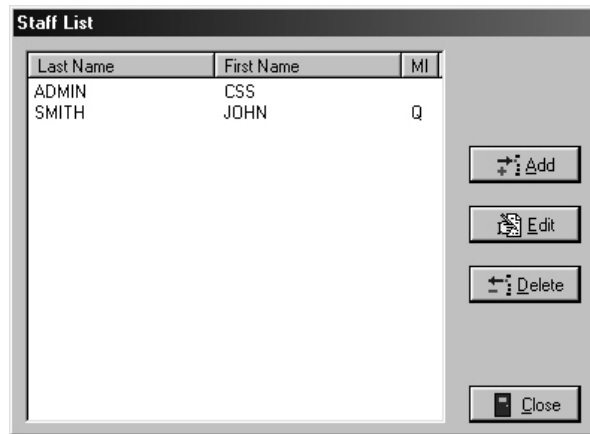 Staff List
Last Name First Name MI
ADMIN CSS
SMITH JOHN Q
Add
Edit
Delete
Close